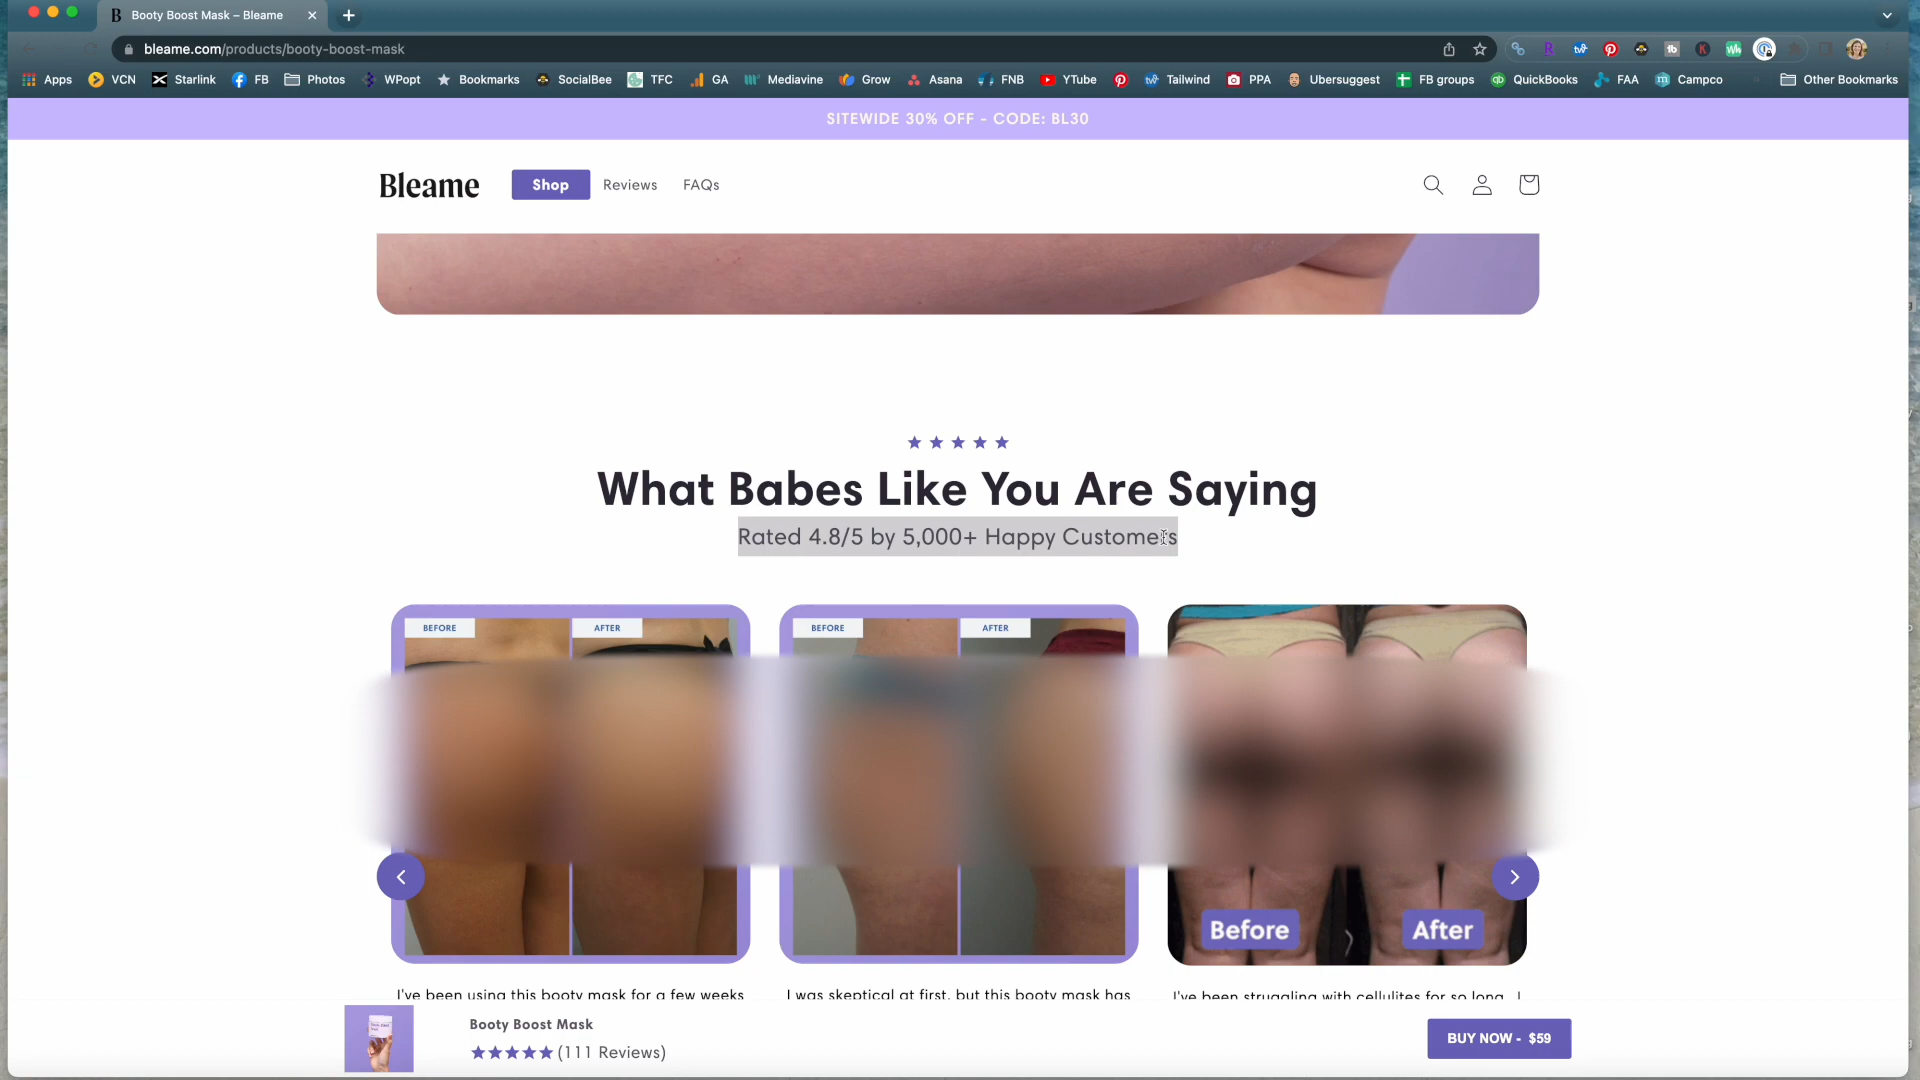 Booty Boost Mask – Bleame
bleame.com/products/booty-boost-mask
Apps VCN Starlink FB Photos WPopt Bookmarks SocialBee TFC GA Mediavine Grow Asana FNB YTube Tailwind PPA Ubersuggest FB groups QuickBooks FAA Campco Other Bookmarks
SITEWIDE 30% OFF - CODE: BL30
Bleame Shop Reviews FAQs
What Babes Like You Are Saying
Rated 4.8/5 by 5,000+ Happy Customers
BEFORE AFTER BEFORE AFTER
Before After
I've been using this booty mask for a few weeks I was skeptical at first, but this booty mask has I've been struggling with cellulites for so long. I
Booty Boost Mask
(111 Reviews)
BUY NOW - $59